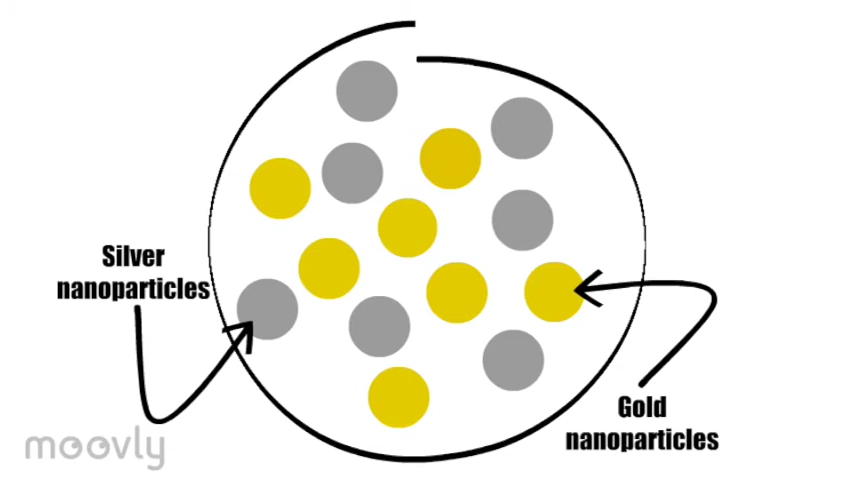 Silver
nanoparticles
Gold
nanoparticles
moovly